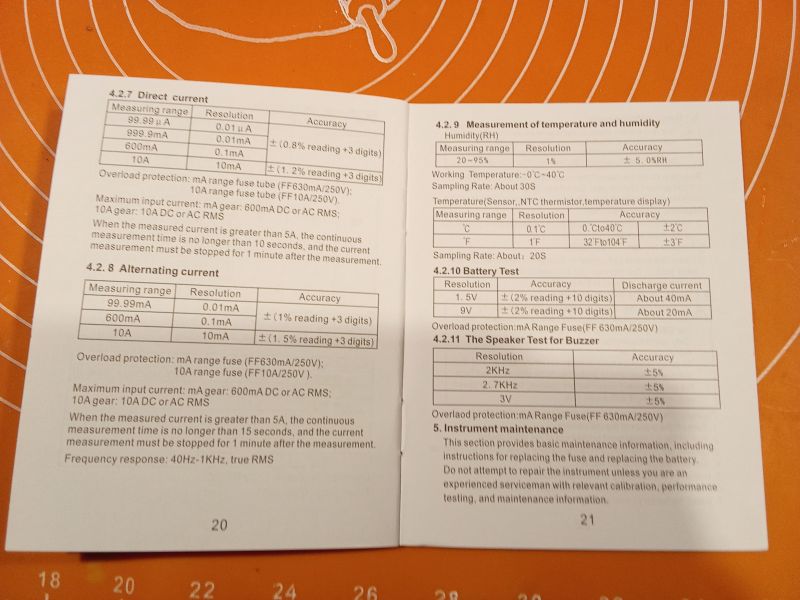 4.2.7 Direct current
Measuring range Resolution Accuracy
99.99 μA 0.01 μA ±(0.8% reading +3 digits)
999.9mA 0.01mA
600mA 0.1mA
10A 10mA ±(1. 2% reading +3 digits)
Overload protection: mA range fuse tube (FF630mA/250V);
10A range fuse tube (FF10A/250V).
Maximum input current: mA gear: 600mA DC or AC RMS;
10A gear: 10A DC or AC RMS
When the measured current is greater than 5A, the continuous
measurement time is no longer than 10 seconds, and the current
measurement must be stopped for 1 minute after the measurement.
4.2. 8 Alternating current
Measuring range Resolution Accuracy
99.99mA 0.01mA ±(1% reading +3 digits)
600mA 0.1mA
10A 10mA ±(1. 5% reading +3 digits)
Overload protection: mA range fuse (FF630mA/250V);
10A range fuse (FF10A/250V ).
Maximum input current: mA gear: 600mA DC or AC RMS;
10A gear: 10A DC or AC RMS
When the measured current is greater than 5A, the continuous
measurement time is no longer than 15 seconds, and the current
measurement must be stopped for 1 minute after the measurement.
Frequency response: 40Hz-1KHz, true RMS
20
4.2. 9 Measurement of temperature and humidity
Humidity(RH)
Measuring range Resolution Accuracy
20~95% 1% ± 5.0%RH
Working Temperature:-0℃~40℃
Sampling Rate: About 30S
Temperature(Sensor,.NTC thermistor,temperature display)
Measuring range Resolution Accuracy
℃ 0.1℃ 0.℃to40℃ ±2℃
℉ 1℉ 32℉to104℉ ±3℉
Sampling Rate: About: 20S
4.2.10 Battery Test
Resolution Accuracy Discharge current
1. 5V ±(2% reading +10 digits) About 40mA
9V ±(2% reading +10 digits) About 20mA
Overload protection:mA Range Fuse(FF 630mA/250V)
4.2.11 The Speaker Test for Buzzer
Resolution Accuracy
2KHz ±5%
2. 7KHz ±5%
3V ±5%
Overlaod protection:mA Range Fuse(FF 630mA/250V)
5. Instrument maintenance
This section provides basic maintenance information, including
instructions for replacing the fuse and replacing the battery.
Do not attempt to repair the instrument unless you are an
experienced serviceman with relevant calibration, performance
testing, and maintenance information.
21
18 20 22 24 26 28